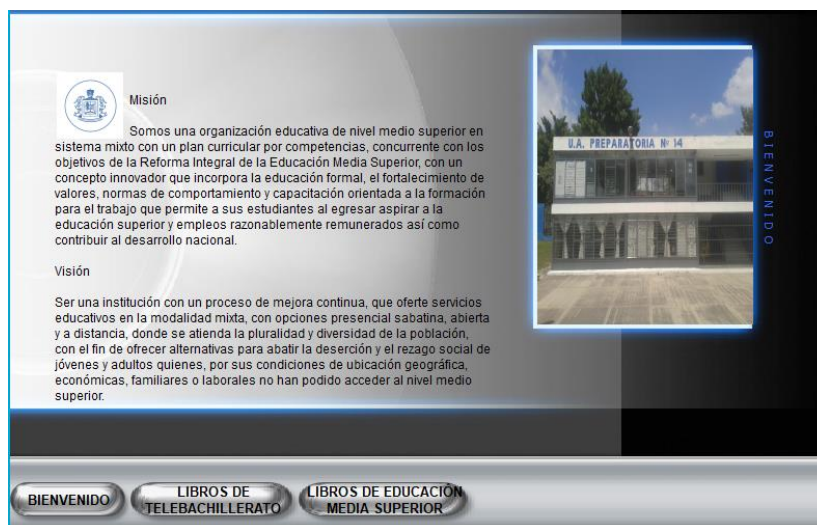 Misión
Somos una organización educativa de nivel medio superior en
sistema mixto con un plan curricular por competencias, concurrente con los
objetivos de la Reforma Integral de la Educación Media Superior, con un
concepto innovador que incorpora la educación formal, el fortalecimiento de
valores, normas de comportamiento y capacitación orientada a la formación
para el trabajo que permite a sus estudiantes al egresar aspirar a la
educación superior y empleos razonablemente remunerados así como
contribuir al desarrollo nacional.
Visión
Ser una institución con un proceso de mejora continua, que oferte servicios
educativos en la modalidad mixta, con opciones presencial sabatina, abierta
y a distancia, donde se atienda la pluralidad y diversidad de la población,
con el fin de ofrecer alternativas para abatir la deserción y el rezago social de
jóvenes y adultos quienes, por sus condiciones de ubicación geográfica,
económicas, familiares o laborales no han podido acceder al nivel medio
superior.
U.A. PREPARATORIA Nº 14
BIENVENIDO
BIENVENIDO
LIBROS DE
TELEBACHILLERATO
LIBROS DE EDUCACIÓN
MEDIA SUPERIOR